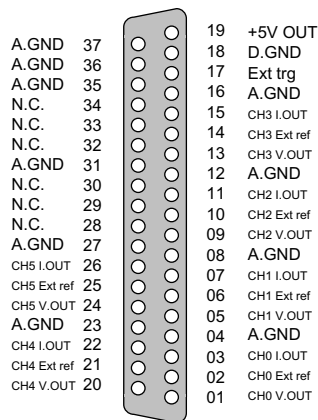 A.GND 37
A.GND 36
A.GND 35
N.C. 34
N.C. 33
N.C. 32
A.GND 31
N.C. 30
N.C. 29
N.C. 28
A.GND 27
CH5 I.OUT 26
CH5 Ext ref 25
CH5 V.OUT 24
A.GND 23
CH4 I.OUT 22
CH4 Ext ref 21
CH4 V.OUT 20
19 +5V OUT
18 D.GND
17 Ext trg
16 A.GND
15 CH3 I.OUT
14 CH3 Ext ref
13 CH3 V.OUT
12 A.GND
11 CH2 I.OUT
10 CH2 Ext ref
09 CH2 V.OUT
08 A.GND
07 CH1 I.OUT
06 CH1 Ext ref
05 CH1 V.OUT
04 A.GND
03 CH0 I.OUT
02 CH0 Ext ref
01 CH0 V.OUT